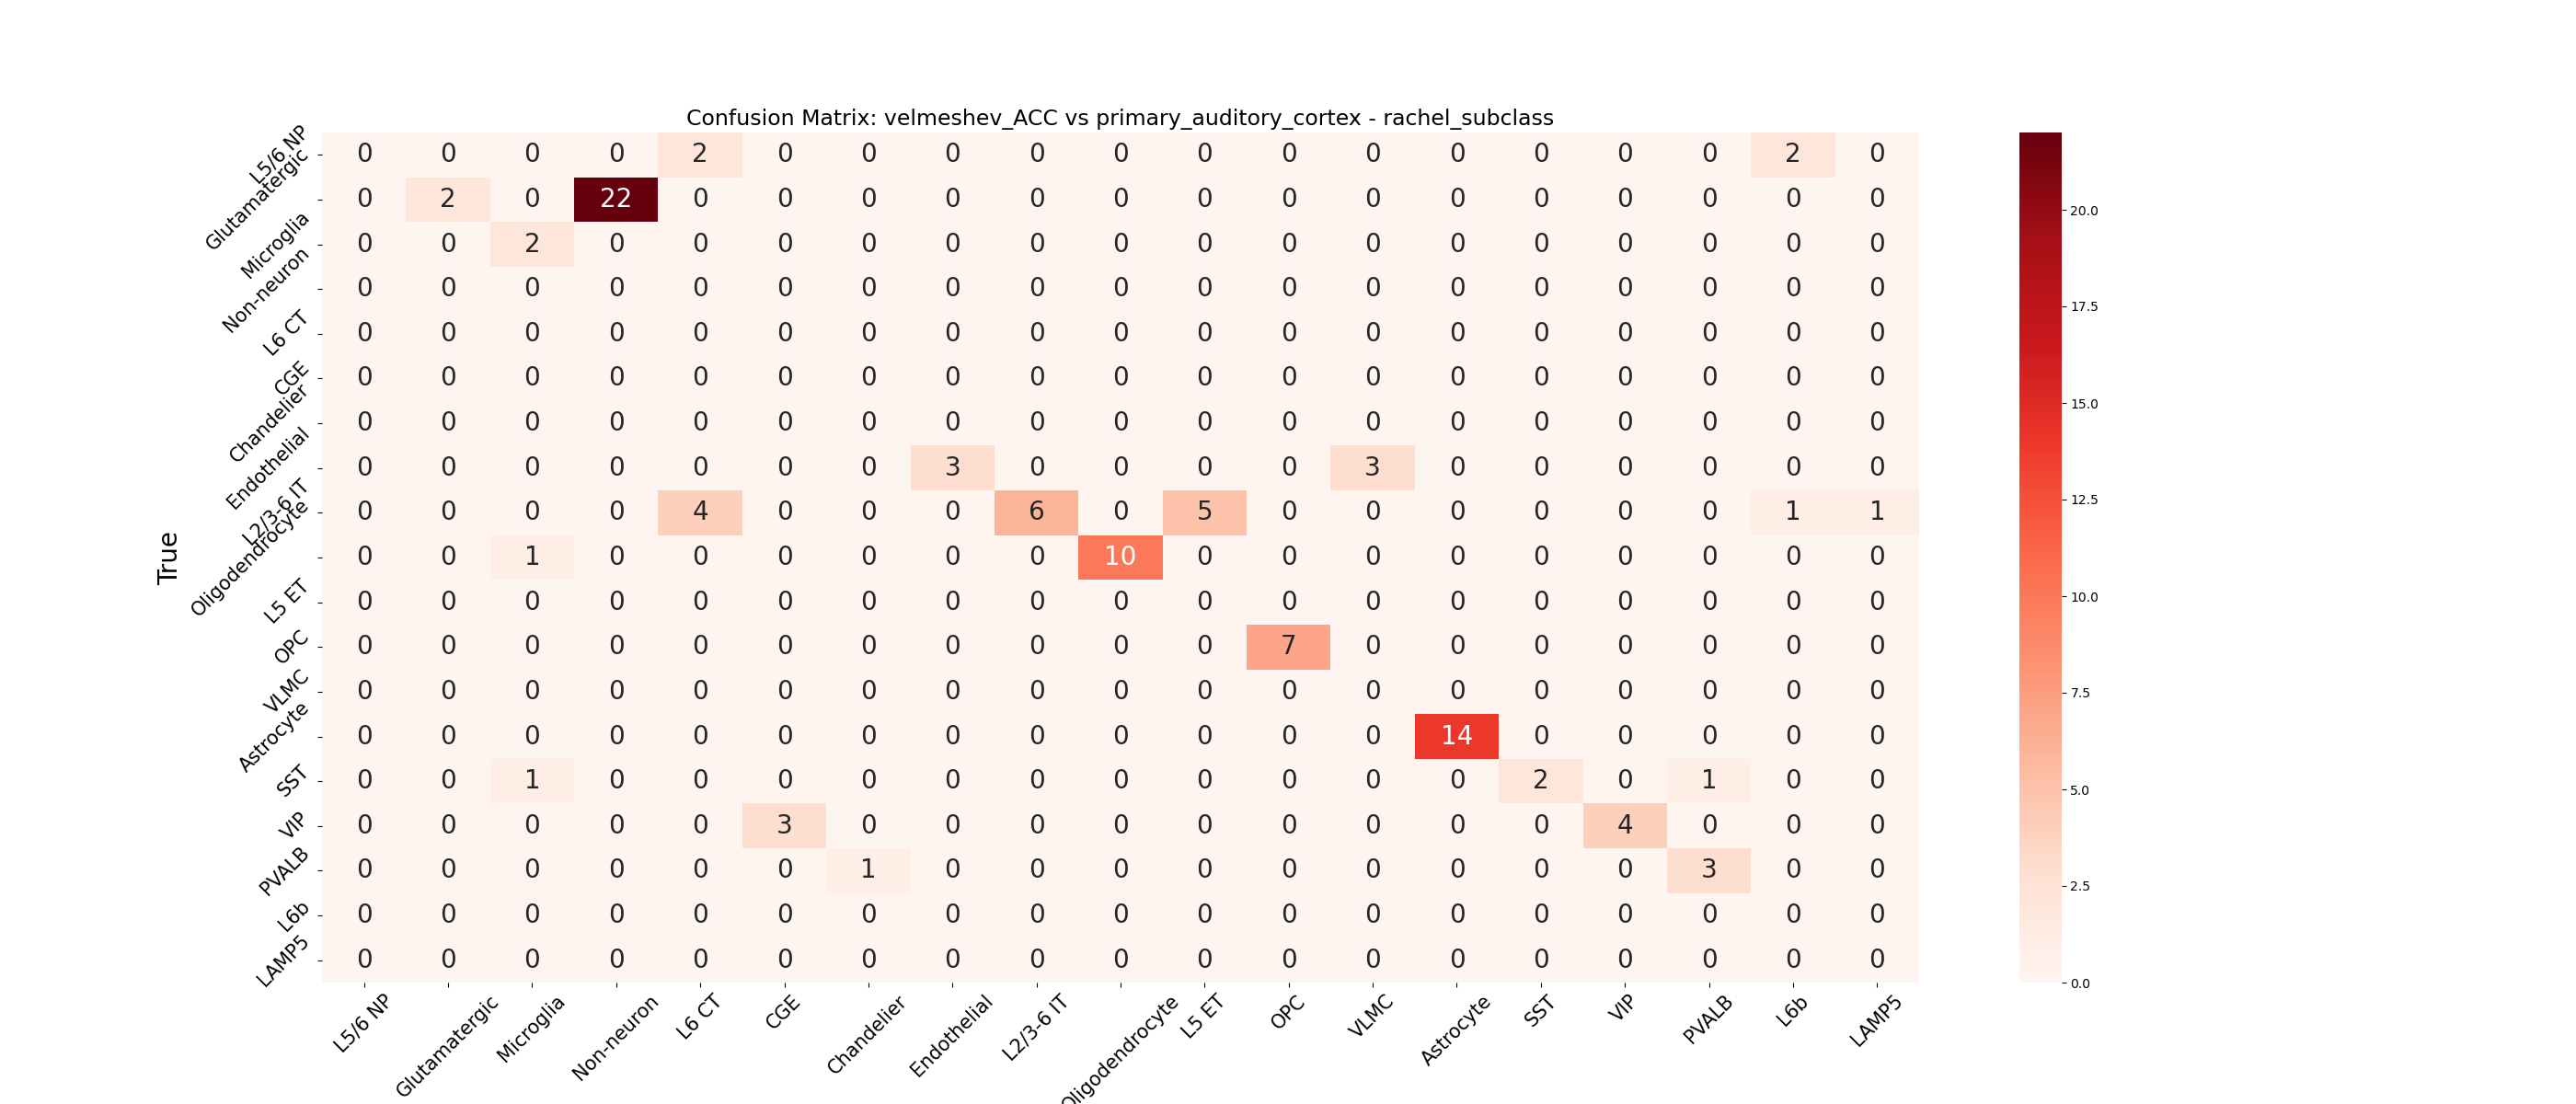 Confusion Matrix: velmeshev_ACC vs primary_auditory_cortex - rachel_subclass
True
L5/6 NP 0 0 0 0 2 0 0 0 0 0 0 0 0 0 0 0 0 2 0
Glutamatergic 0 2 0 22 0 0 0 0 0 0 0 0 0 0 0 0 0 0 0
Microglia 0 0 2 0 0 0 0 0 0 0 0 0 0 0 0 0 0 0 0
Non-neuron 0 0 0 0 0 0 0 0 0 0 0 0 0 0 0 0 0 0 0
L6 CT 0 0 0 0 0 0 0 0 0 0 0 0 0 0 0 0 0 0 0
CGE 0 0 0 0 0 0 0 0 0 0 0 0 0 0 0 0 0 0 0
Chandelier 0 0 0 0 0 0 0 0 0 0 0 0 0 0 0 0 0 0 0
Endothelial 0 0 0 0 0 0 0 3 0 0 0 0 3 0 0 0 0 0 0
L2/3-6 IT 0 0 0 0 4 0 0 0 6 0 5 0 0 0 0 0 0 1 1
Oligodendrocyte 0 0 1 0 0 0 0 0 0 10 0 0 0 0 0 0 0 0 0
L5 ET 0 0 0 0 0 0 0 0 0 0 0 0 0 0 0 0 0 0 0
OPC 0 0 0 0 0 0 0 0 0 0 0 7 0 0 0 0 0 0 0
VLMC 0 0 0 0 0 0 0 0 0 0 0 0 0 0 0 0 0 0 0
Astrocyte 0 0 0 0 0 0 0 0 0 0 0 0 0 14 0 0 0 0 0
SST 0 0 1 0 0 0 0 0 0 0 0 0 0 0 2 0 1 0 0
VIP 0 0 0 0 0 3 0 0 0 0 0 0 0 0 0 4 0 0 0
PVALB 0 0 0 0 0 0 1 0 0 0 0 0 0 0 0 0 3 0 0
L6b 0 0 0 0 0 0 0 0 0 0 0 0 0 0 0 0 0 0 0
LAMP5 0 0 0 0 0 0 0 0 0 0 0 0 0 0 0 0 0 0 0
L5/6 NP Glutamatergic Microglia Non-neuron L6 CT CGE Chandelier Endothelial L2/3-6 IT Oligodendrocyte L5 ET OPC VLMC Astrocyte SST VIP PVALB L6b LAMP5
20.0
17.5
15.0
12.5
10.0
7.5
5.0
2.5
0.0